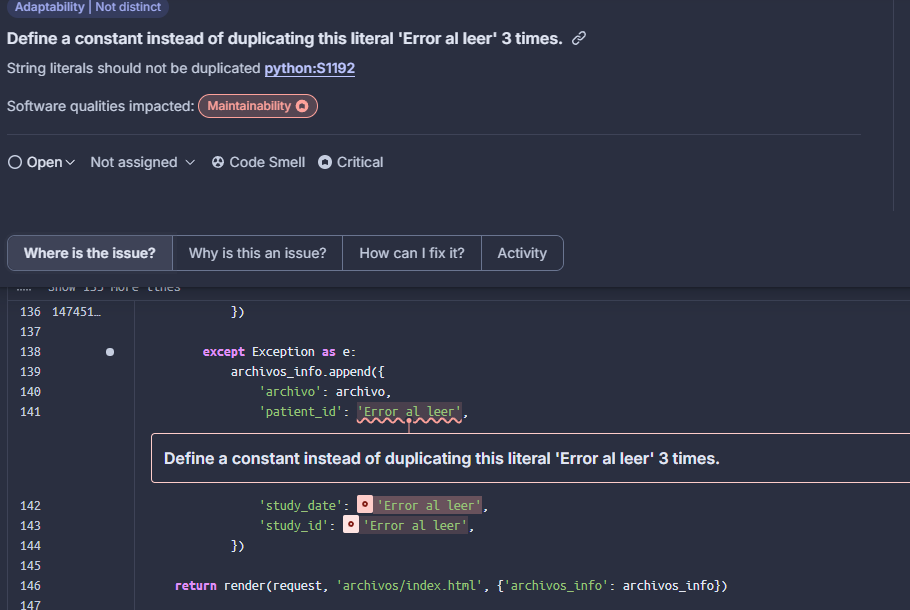 Adaptability | Not distinct
Define a constant instead of duplicating this literal 'Error al leer' 3 times.
String literals should not be duplicated python:S1192
Software qualities impacted: Maintainability
Open Not assigned Code Smell Critical
Where is the issue? Why is this an issue? How can I fix it? Activity
Show 135 More lines
136 147451… })
137
138 except Exception as e:
139 archivos_info.append({
140 'archivo': archivo,
141 'patient_id': 'Error al leer',
Define a constant instead of duplicating this literal 'Error al leer' 3 times.
142 'study_date': 'Error al leer',
143 'study_id': 'Error al leer',
144 })
145
146 return render(request, 'archivos/index.html', {'archivos_info': archivos_info})
147